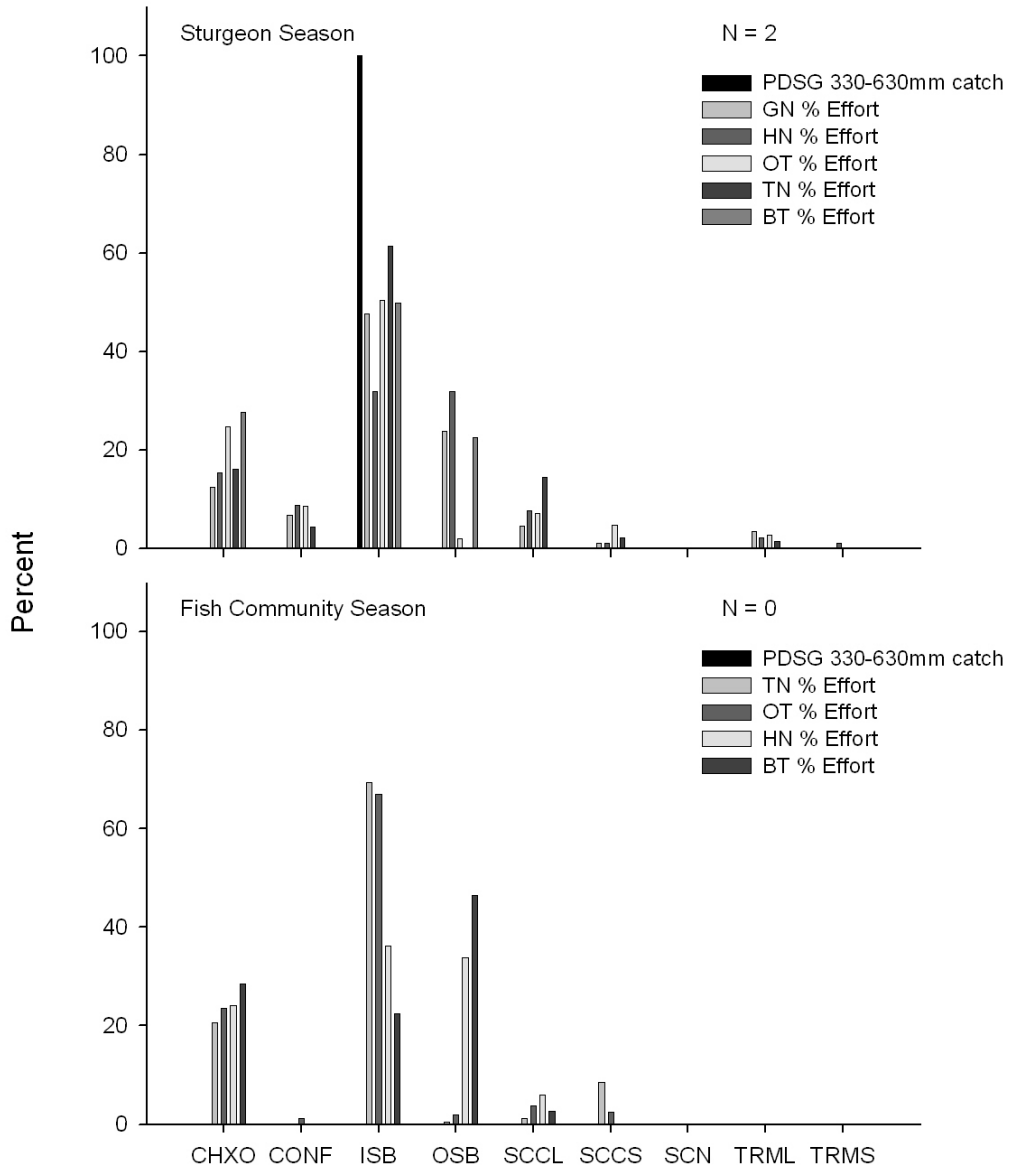 Sturgeon Season N = 2
100
80
60
40
20
0
PDSG 330-630mm catch
GN % Effort
HN % Effort
OT % Effort
TN % Effort
BT % Effort
Percent
Fish Community Season N = 0
100
80
60
40
20
0
PDSG 330-630mm catch
TN % Effort
OT % Effort
HN % Effort
BT % Effort
CHXO CONF ISB OSB SCCL SCCS SCN TRML TRMS